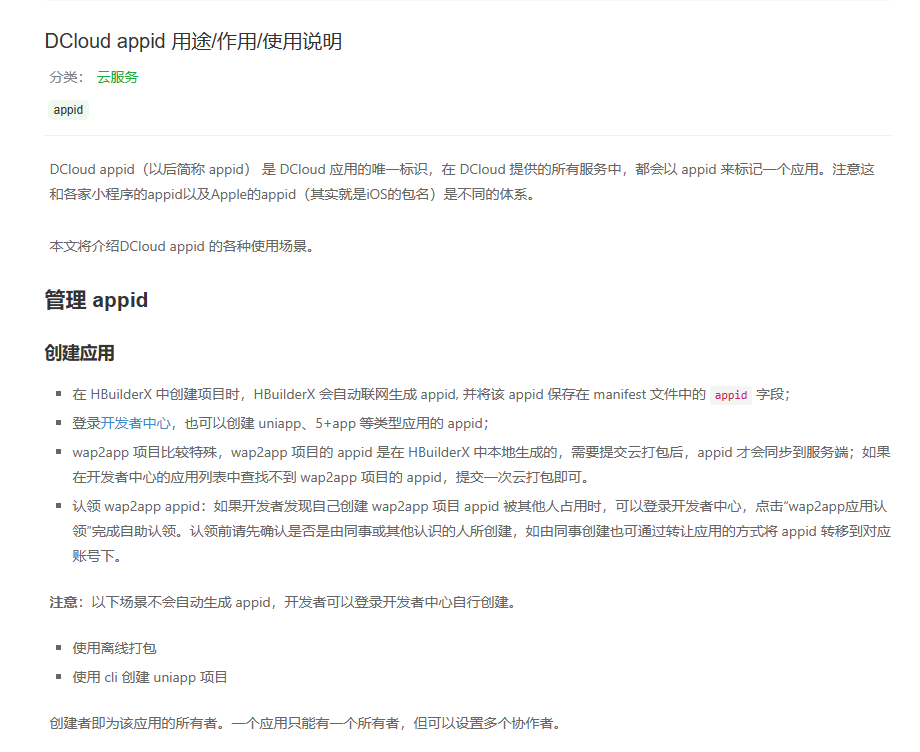 DCloud appid 用途/作用/使用说明
分类： 云服务
appid
DCloud appid（以后简称 appid） 是 DCloud 应用的唯一标识，在 DCloud 提供的所有服务中，都会以 appid 来标记一个应用。注意这
和各家小程序的appid以及Apple的appid（其实就是iOS的包名）是不同的体系。
本文将介绍DCloud appid 的各种使用场景。
管理 appid
创建应用
在 HBuilderX 中创建项目时，HBuilderX 会自动联网生成 appid, 并将该 appid 保存在 manifest 文件中的 appid 字段；
登录开发者中心，也可以创建 uniapp、5+app 等类型应用的 appid；
wap2app 项目比较特殊，wap2app 项目的 appid 是在 HBuilderX 中本地生成的，需要提交云打包后，appid 才会同步到服务端；如果
在开发者中心的应用列表中查找不到 wap2app 项目的 appid，提交一次云打包即可。
认领 wap2app appid：如果开发者发现自己创建 wap2app 项目 appid 被其他人占用时，可以登录开发者中心，点击“wap2app应用认
领”完成自助认领。认领前请先确认是否是由同事或其他认识的人所创建，如由同事创建也可通过转让应用的方式将 appid 转移到对应
账号下。
注意：以下场景不会自动生成 appid，开发者可以登录开发者中心自行创建。
使用离线打包
使用 cli 创建 uniapp 项目
创建者即为该应用的所有者。一个应用只能有一个所有者，但可以设置多个协作者。